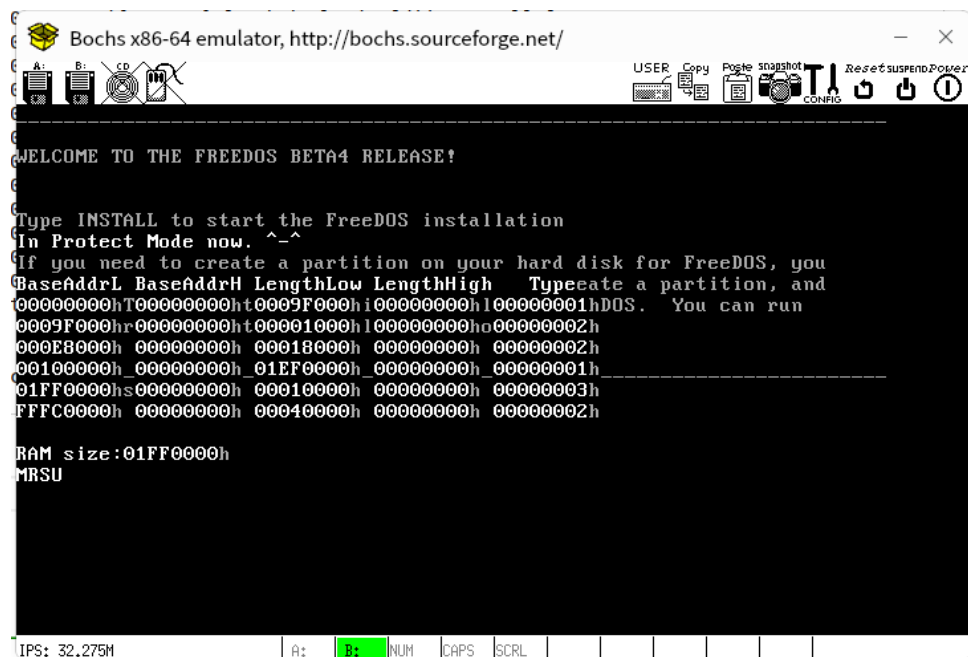 Bochs x86-64 emulator, http://bochs.sourceforge.net/
A: B: CD USER Copy Paste snapshot CONFIG Reset SUSPEND Power
WELCOME TO THE FREEDOS BETA4 RELEASE!
Type INSTALL to start the FreeDOS installation
In Protect Mode now. ^-^
If you need to create a partition on your hard disk for FreeDOS, you
BaseAddrL BaseAddrH LengthLow LengthHigh   Typeeate a partition, and
00000000hT00000000ht0009F000hi00000000hl00000001hDOS.  You can run
0009F000hr00000000ht00001000hl00000000ho00000002h
000E8000h 00000000h 00018000h 00000000h 00000002h
00100000h_00000000h_01EF0000h_00000000h_00000001h________________________
01FF0000hs00000000h 00010000h 00000000h 00000003h
FFFC0000h 00000000h 00040000h 00000000h 00000002h
RAM size:01FF0000h
MRSU
IPS: 32.275M A: B: NUM CAPS SCRL